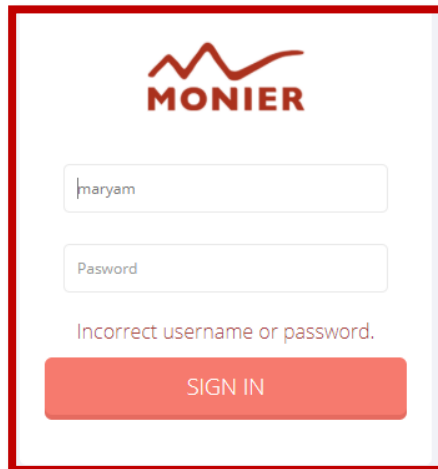 MONIER
maryam
Pasword
Incorrect username or password.
SIGN IN